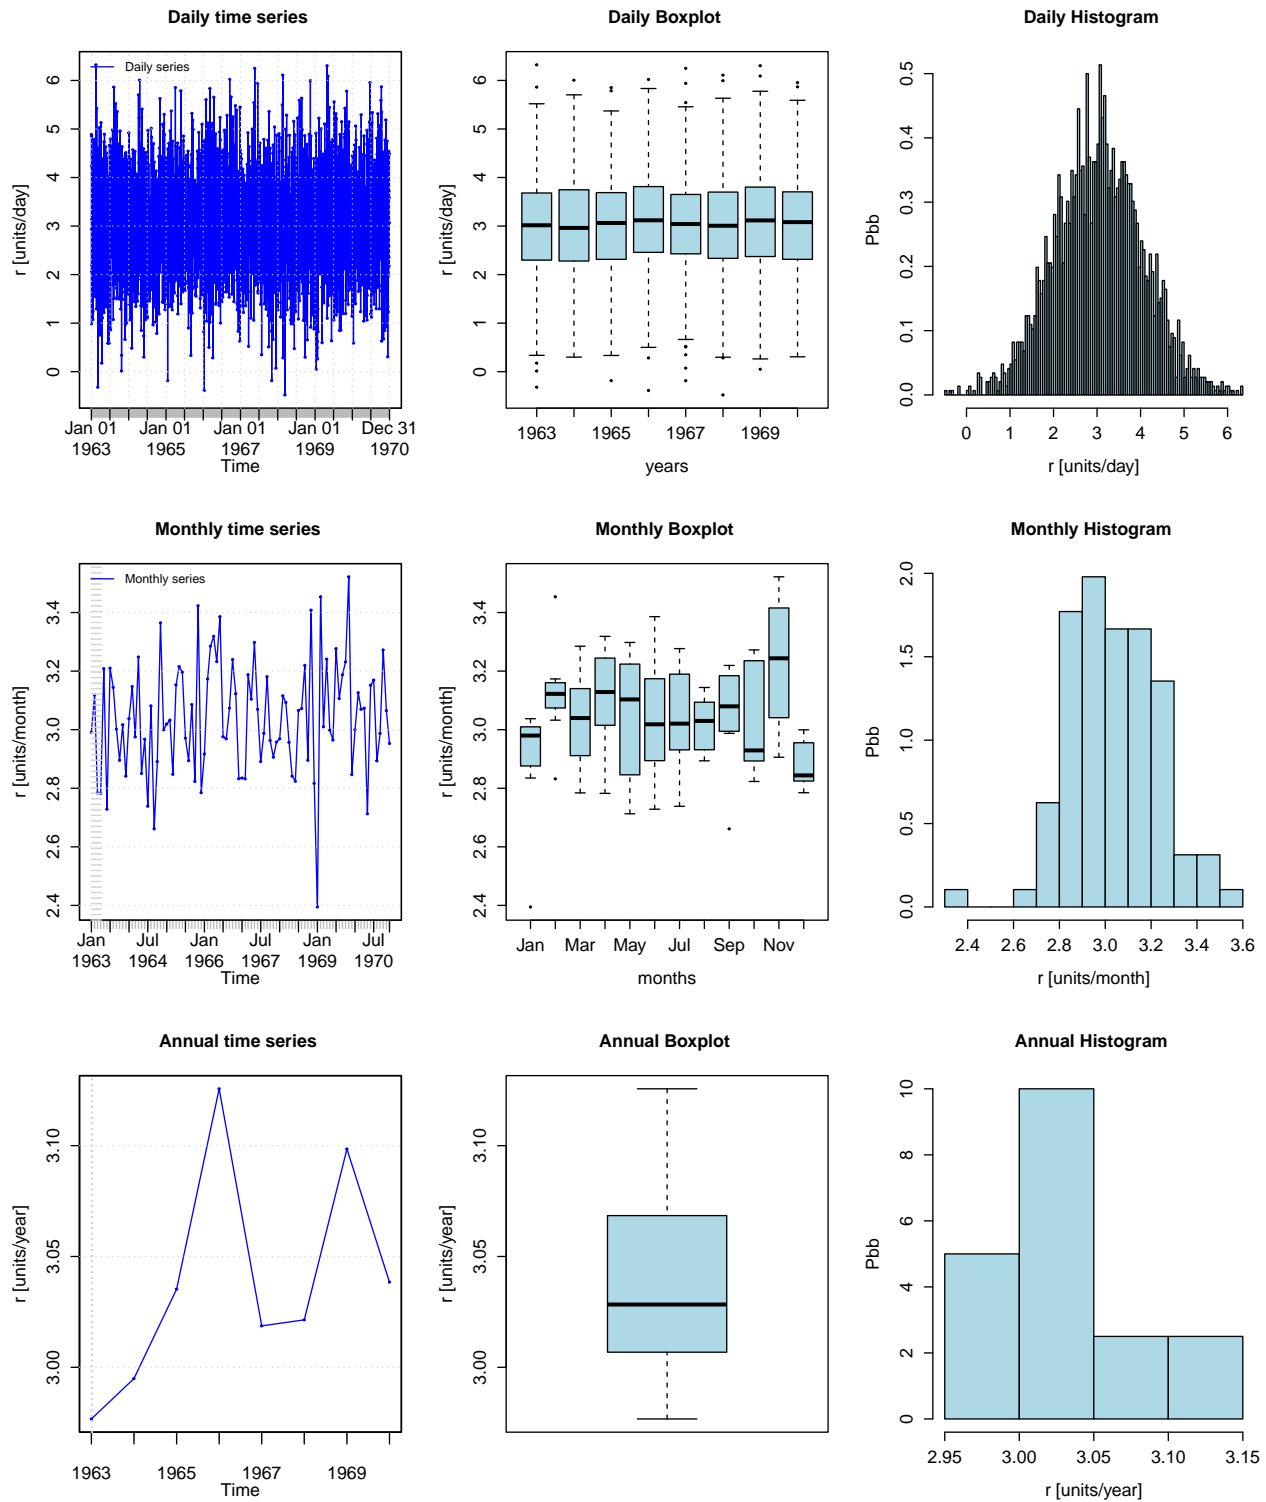 Daily time series
Daily series
r [units/day]
0 1 2 3 4 5 6
Jan 01 Jan 01 Jan 01 Jan 01 Dec 31
1963 1965 1967 1969 1970
Time
Daily Boxplot
r [units/day]
0 1 2 3 4 5 6
1963 1965 1967 1969
years
Daily Histogram
Pbb
0.0 0.1 0.2 0.3 0.4 0.5
0 1 2 3 4 5 6
r [units/day]
Monthly time series
Monthly series
r [units/month]
2.4 2.6 2.8 3.0 3.2 3.4
Jan Jul Jan Jul Jan Jul
1963 1964 1966 1967 1969 1970
Time
Monthly Boxplot
r [units/month]
2.4 2.6 2.8 3.0 3.2 3.4
Jan Mar May Jul Sep Nov
months
Monthly Histogram
Pbb
0.0 0.5 1.0 1.5 2.0
2.4 2.6 2.8 3.0 3.2 3.4 3.6
r [units/month]
Annual time series
r [units/year]
3.00 3.05 3.10
1963 1965 1967 1969
Time
Annual Boxplot
r [units/year]
3.00 3.05 3.10
Annual Histogram
Pbb
0 2 4 6 8 10
2.95 3.00 3.05 3.10 3.15
r [units/year]